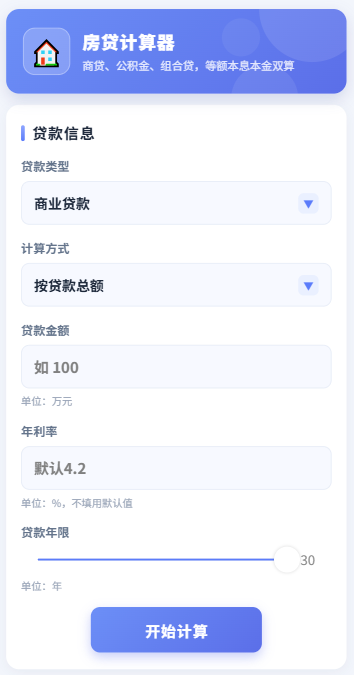 房贷计算器
商贷、公积金、组合贷，等额本息本金双算
贷款信息
贷款类型
商业贷款
计算方式
按贷款总额
贷款金额
如 100
单位：万元
年利率
默认4.2
单位：%，不填用默认值
贷款年限
30
单位：年
开始计算